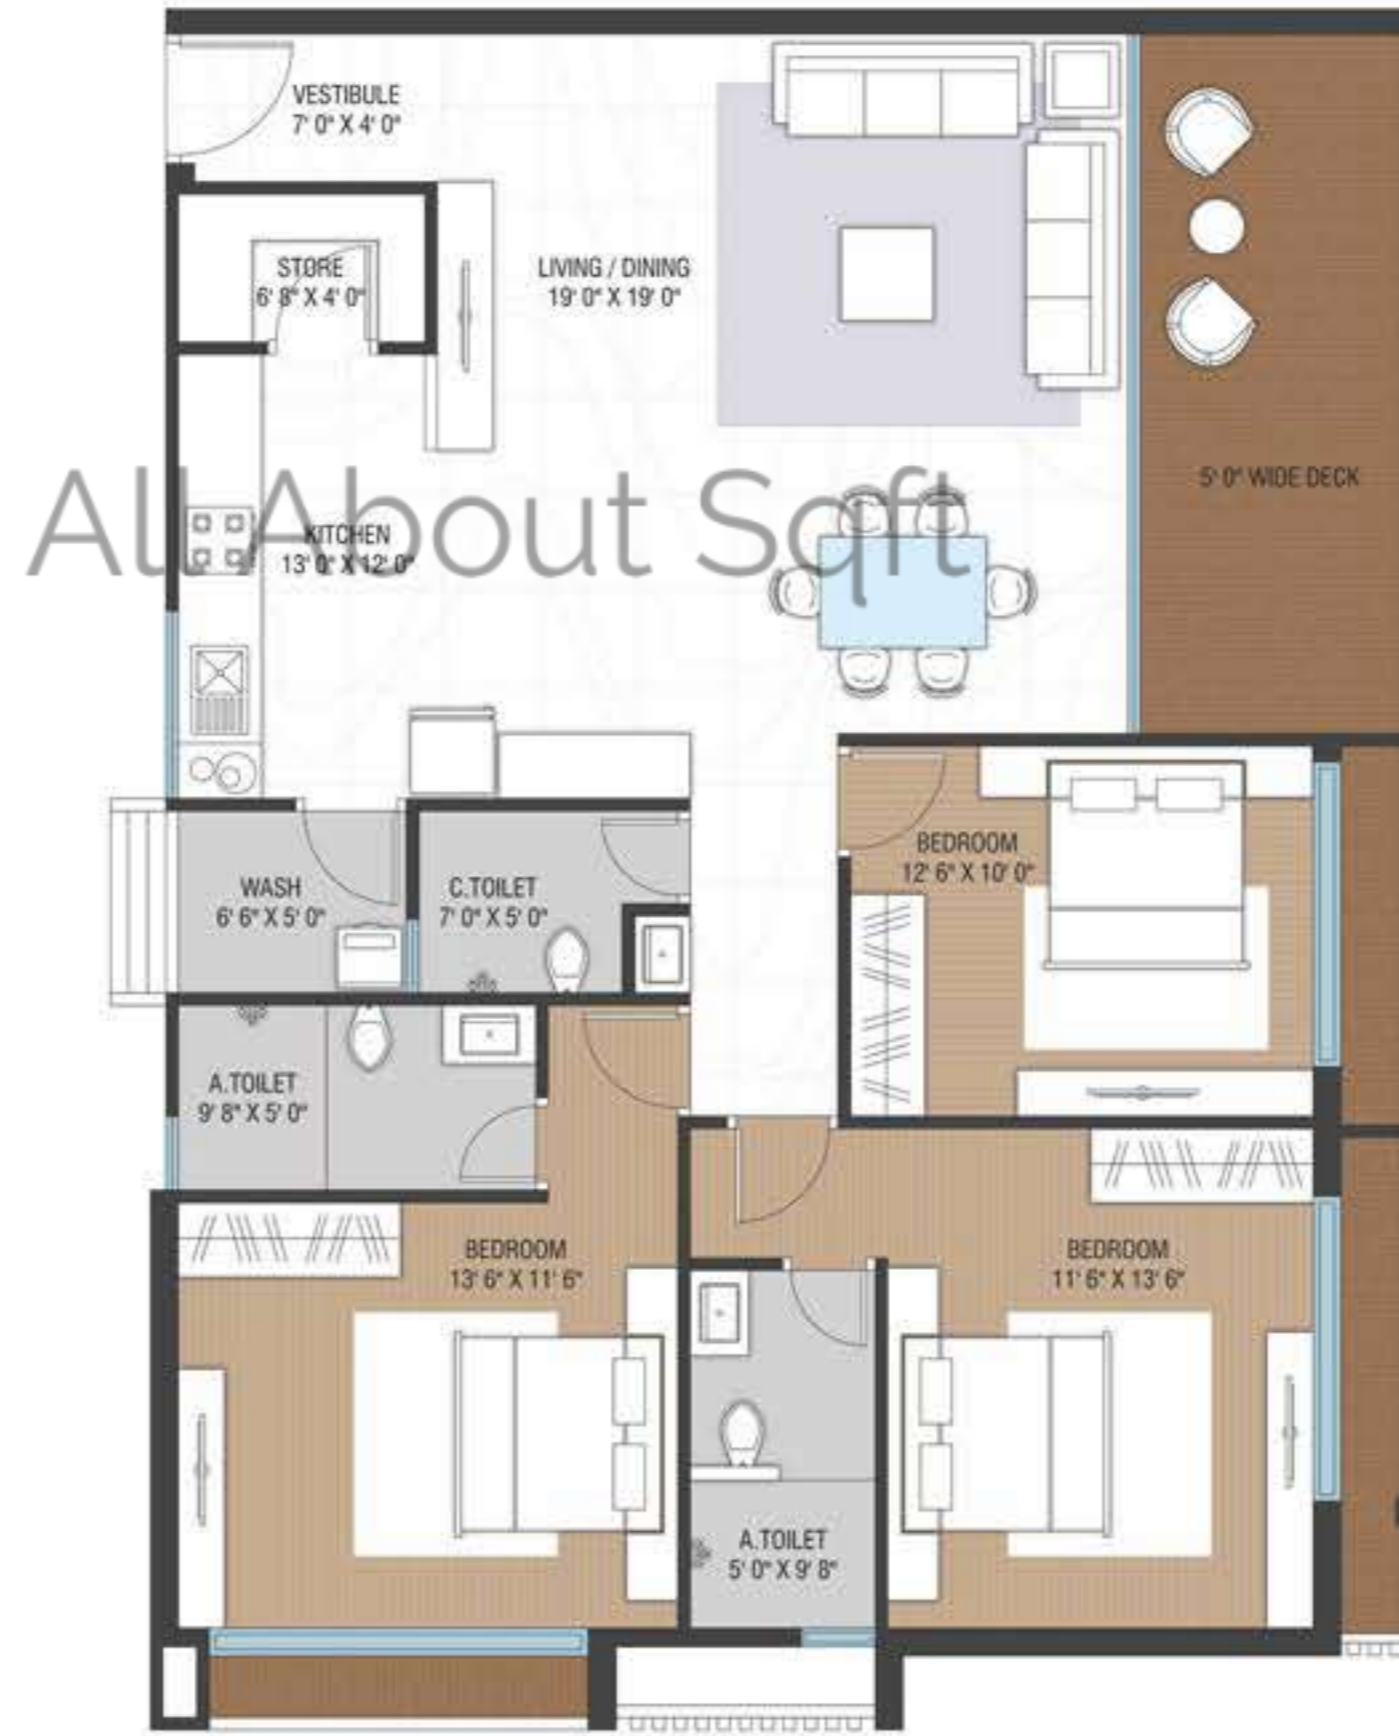 VESTIBULE
7' 0" X 4' 0"
STORE
6' 8" X 4' 0"
LIVING / DINING
19' 0" X 19' 0"
5' 0" WIDE DECK
All About Sqft
KITCHEN
13' 0" X 12' 0"
BEDROOM
12' 6" X 10' 0"
WASH
6' 6" X 5' 0"
C.TOILET
7' 0" X 5' 0"
A.TOILET
9' 8" X 5' 0"
BEDROOM
13' 6" X 11' 6"
BEDROOM
11' 6" X 13' 6"
A.TOILET
5' 0" X 9' 8"